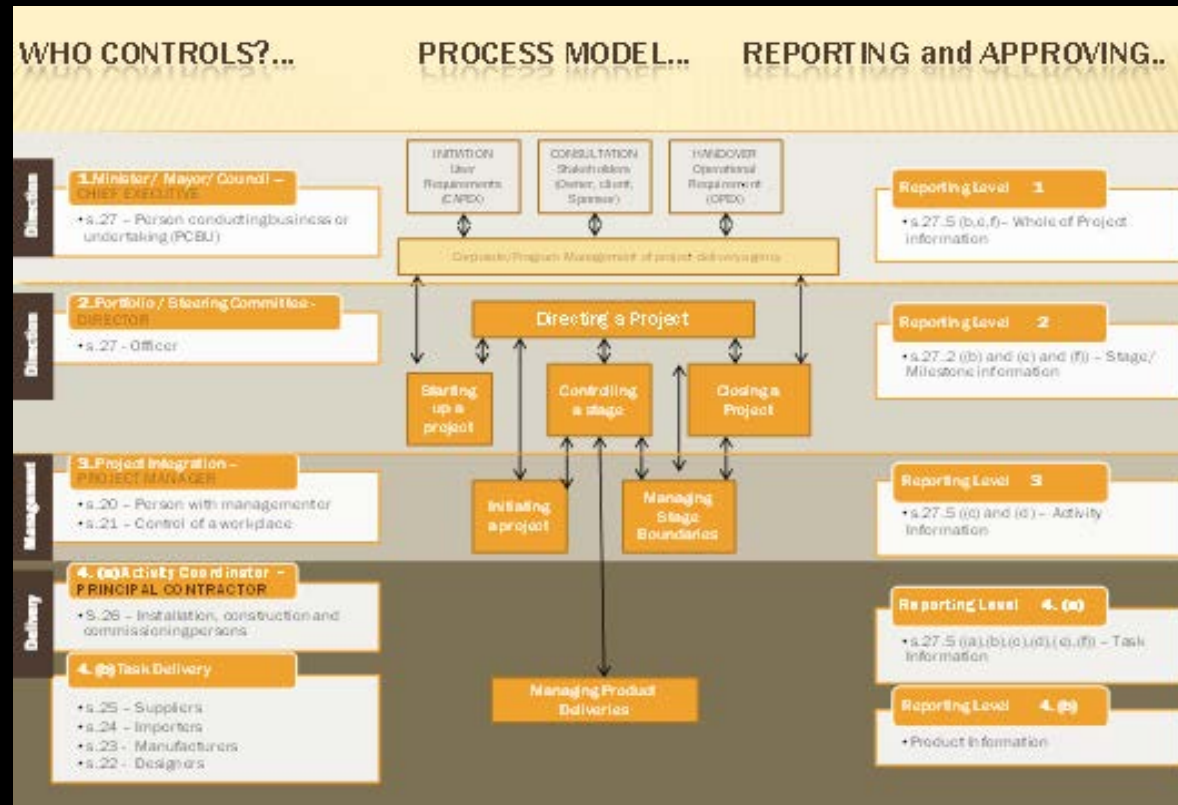 WHO CONTROLS?...
PROCESS MODEL...
REPORTING and APPROVING..
Direction
1.Minister/ Mayor/ Council –
CHIEF EXECUTIVE
•s.27 – Person conductingbusiness or
undertaking (PCBU)
INITIATION
User
Requirements
(CAPEX)
CONSULTATION
Stakeholders
(Owner, client,
Sponsor)
HANDOVER
Operational
Requirement
(OPEX)
Corporate/Program Management of project delivery agency
Reporting Level 1
•s.27.5 (b,e,f)– Whole of Project
information
Direction
2.Portfolio / Steering Committee-
DIRECTOR
•s.27 - Officer
Directing a Project
Starting
up a
project
Controlling
a stage
Closing a
Project
Reporting Level 2
•s.27.2 ((b) and (e) and (f)) – Stage/
Milestone information
Management
3.Project Integration –
PROJECT MANAGER
•s.20 – Person with managementor
•s.21 – Control of a workplace
Initiating
a project
Managing
Stage
Boundaries
Reporting Level 3
•s.27.5 ((c) and (d) – Activity
Information
Delivery
4. (a)Activity Coordinator –
PRINCIPAL CONTRACTOR
•S.26 – Installation, construction and
commissioningpersons
4. (b)Task Delivery
•s.25 – Suppliers
•s.24 – Importers
•s.23 - Manufacturers
•s.22 - Designers
Managing Product
Deliveries
Reporting Level 4. (a)
•s.27.5 ((a),(b),(c),(d),(e),(f)) – Task
Information
Reporting Level 4. (b)
•Product Information